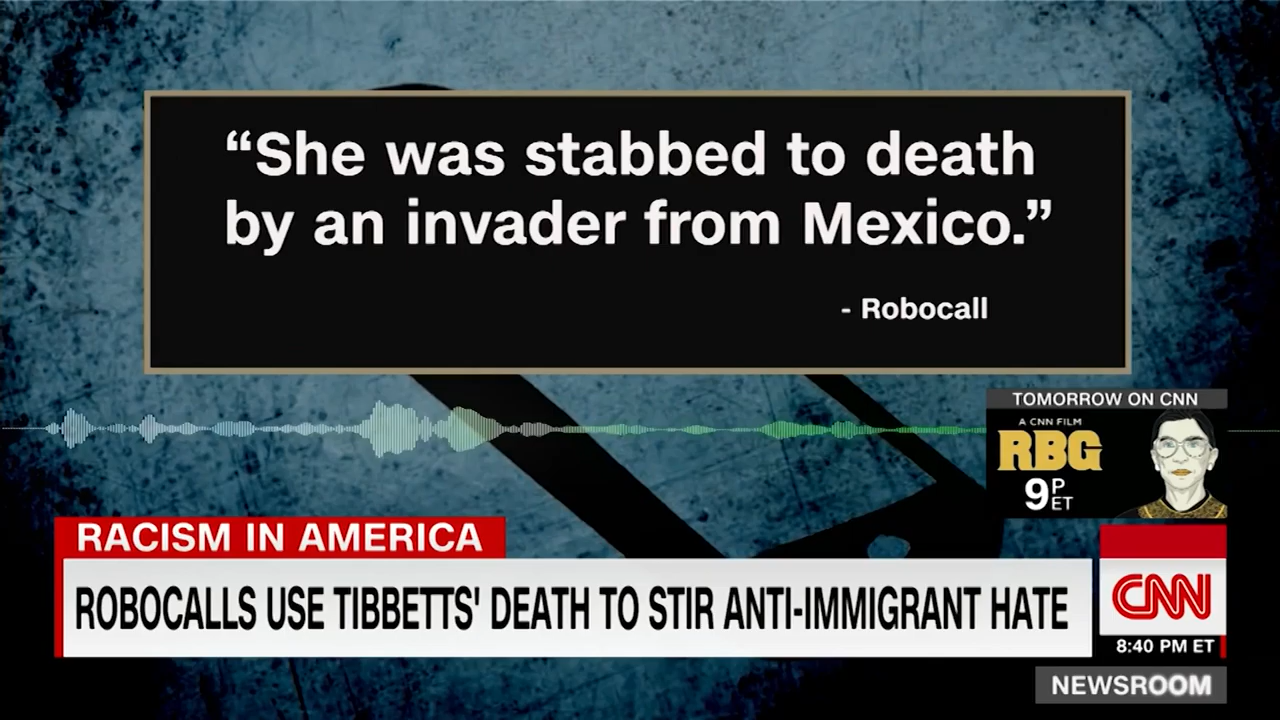 “She was stabbed to death
by an invader from Mexico.”
- Robocall
TOMORROW ON CNN
A CNN FILM
RBG
9P
ET
RACISM IN AMERICA
ROBOCALLS USE TIBBETTS' DEATH TO STIR ANTI-IMMIGRANT HATE
CNN
8:40 PM ET
NEWSROOM